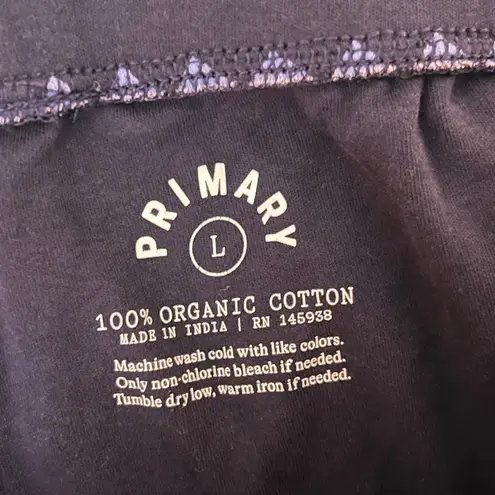 PRIMARY
L
100% ORGANIC COTTON
MADE IN INDIA | RN 145938
Machine wash cold with like colors.
Only non-chlorine bleach if needed.
Tumble dry low, warm iron if needed.